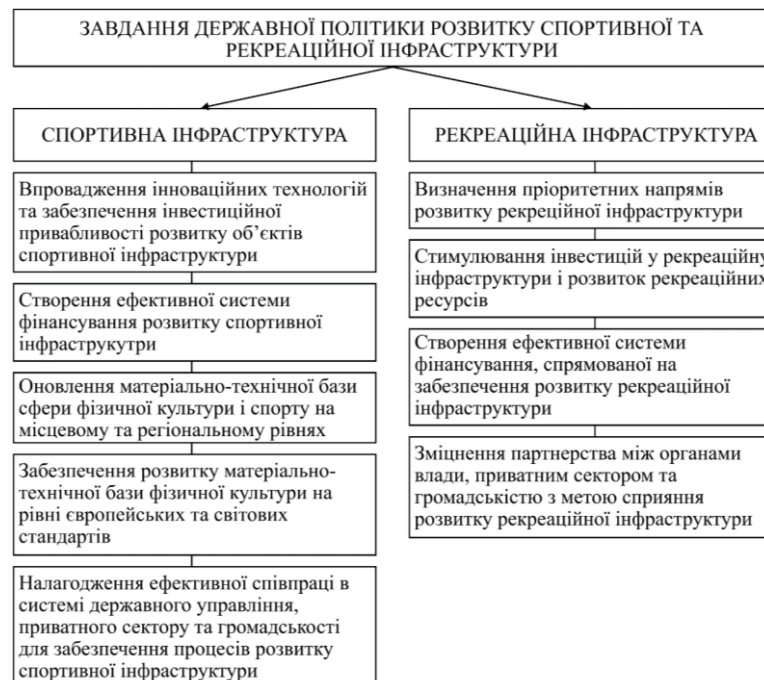 ЗАВДАННЯ ДЕРЖАВНОЇ ПОЛІТИКИ РОЗВИТКУ СПОРТИВНОЇ ТА
РЕКРЕАЦІЙНОЇ ІНФРАСТРУКТУРИ
СПОРТИВНА ІНФРАСТРУКТУРА
Впровадження інноваційних технологій
та забезпечення інвестиційної
привабливості розвитку об’єктів
спортивної інфраструктури
Створення ефективної системи
фінансування розвитку спортивної
інфраструкутри
Оновлення матеріально-технічної бази
сфери фізичної культури і спорту на
місцевому та регіональному рівнях
Забезпечення розвитку матеріально-
технічної бази фізичної культури на
рівні європейських та світових
стандартів
Налагодження ефективної співпраці в
системі державного управління,
приватного сектору та громадськості
для забезпечення процесів розвитку
спортивної інфраструктури
РЕКРЕАЦІЙНА ІНФРАСТРУКТУРА
Визначення пріоритетних напрямів
розвитку рекреційної інфраструктури
Стимулювання інвестицій у рекреаційну
інфраструктури і розвиток рекреаційних
ресурсів
Створення ефективної системи
фінансування, спрямованої на
забезпечення розвитку рекреаційної
інфраструктури
Зміцнення партнерства між органами
влади, приватним сектором та
громадськістю з метою сприяння
розвитку рекреаційної інфраструктури